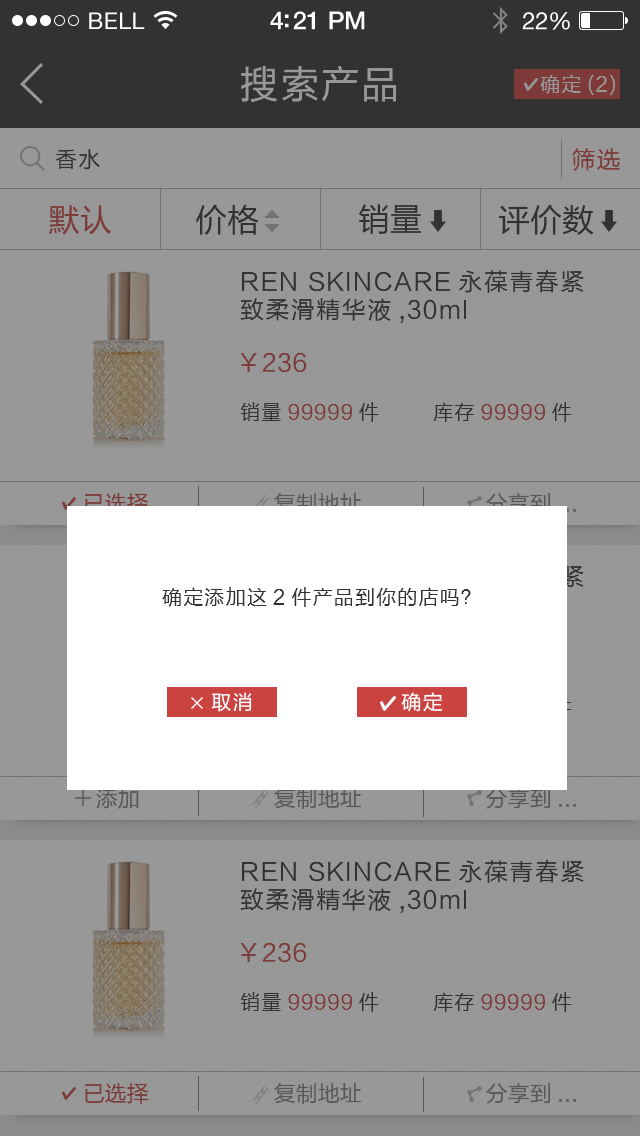 BELL 4:21 PM 22%
搜索产品 ✓确定 (2)
香水 筛选
默认 价格 销量 评价数
REN SKINCARE 永葆青春紧
致柔滑精华液 ,30ml
￥236
销量 99999 件 库存 99999 件
✓ 已选择 复制地址 分享到 ...
紧
确定添加这 2 件产品到你的店吗?
× 取消 ✓ 确定
件
+ 添加 复制地址 分享到 ...
REN SKINCARE 永葆青春紧
致柔滑精华液 ,30ml
￥236
销量 99999 件 库存 99999 件
✓ 已选择 复制地址 分享到 ...